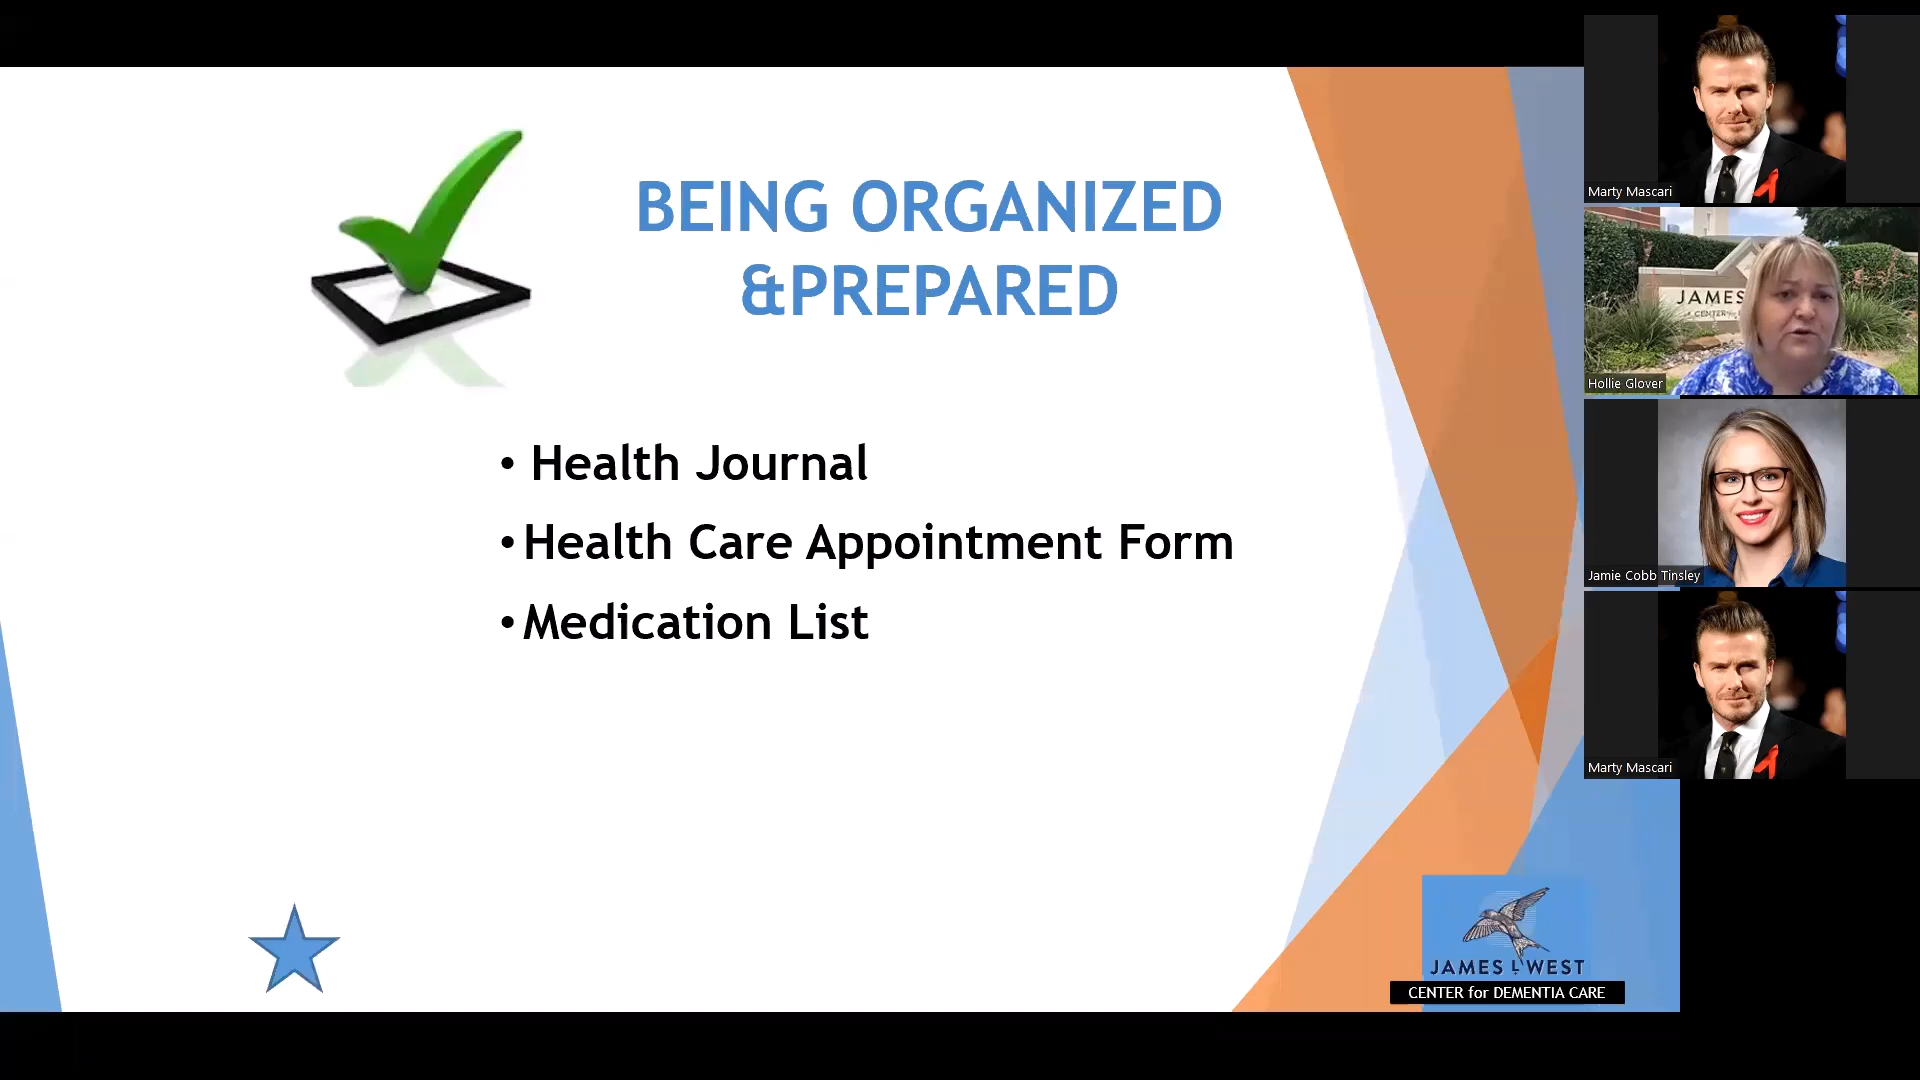 BEING ORGANIZED
&PREPARED
• Health Journal
• Health Care Appointment Form
• Medication List
JAMES L WEST
CENTER for DEMENTIA CARE
Marty Mascari
JAMES
CENTER
Hollie Glover
Jamie Cobb Tinsley
Marty Mascari